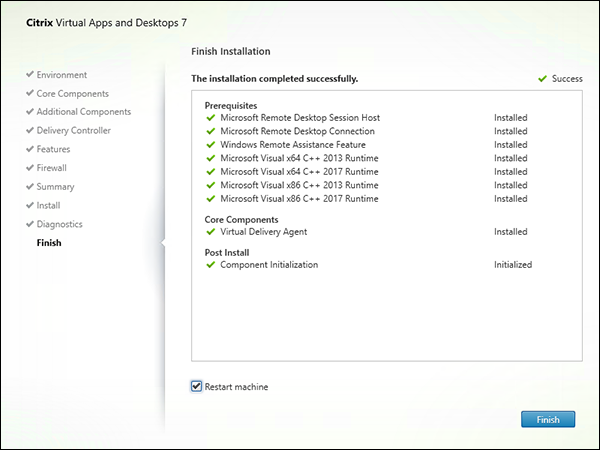 Citrix Virtual Apps and Desktops 7
Environment
Core Components
Additional Components
Delivery Controller
Features
Firewall
Summary
Install
Diagnostics
Finish
Finish Installation
The installation completed successfully.
Success
Prerequisites
Microsoft Remote Desktop Session Host Installed
Microsoft Remote Desktop Connection Installed
Windows Remote Assistance Feature Installed
Microsoft Visual x64 C++ 2013 Runtime Installed
Microsoft Visual x64 C++ 2017 Runtime Installed
Microsoft Visual x86 C++ 2013 Runtime Installed
Microsoft Visual x86 C++ 2017 Runtime Installed
Core Components
Virtual Delivery Agent Installed
Post Install
Component Initialization Initialized
Restart machine
Finish